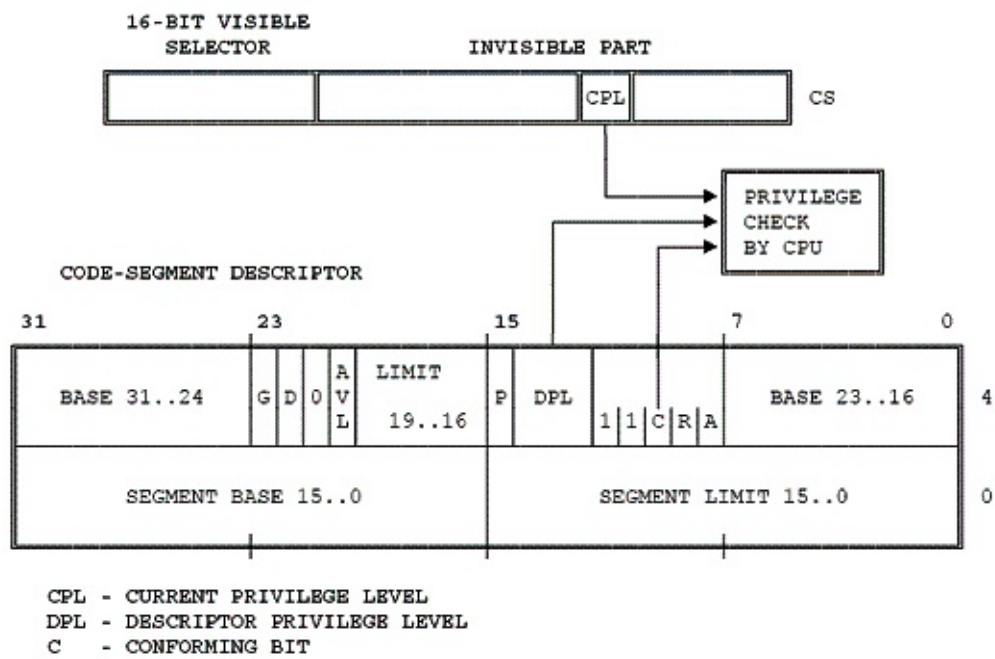 16-BIT VISIBLE
SELECTOR
INVISIBLE PART
CPL
CS
PRIVILEGE
CHECK
BY CPU
CODE-SEGMENT DESCRIPTOR
31 23 15 7 0
BASE 31..24
G D 0
AVL
LIMIT
19..16
P
DPL
1 1 C R A
BASE 23..16
4
SEGMENT BASE 15..0
SEGMENT LIMIT 15..0
0
CPL - CURRENT PRIVILEGE LEVEL
DPL - DESCRIPTOR PRIVILEGE LEVEL
C - CONFORMING BIT